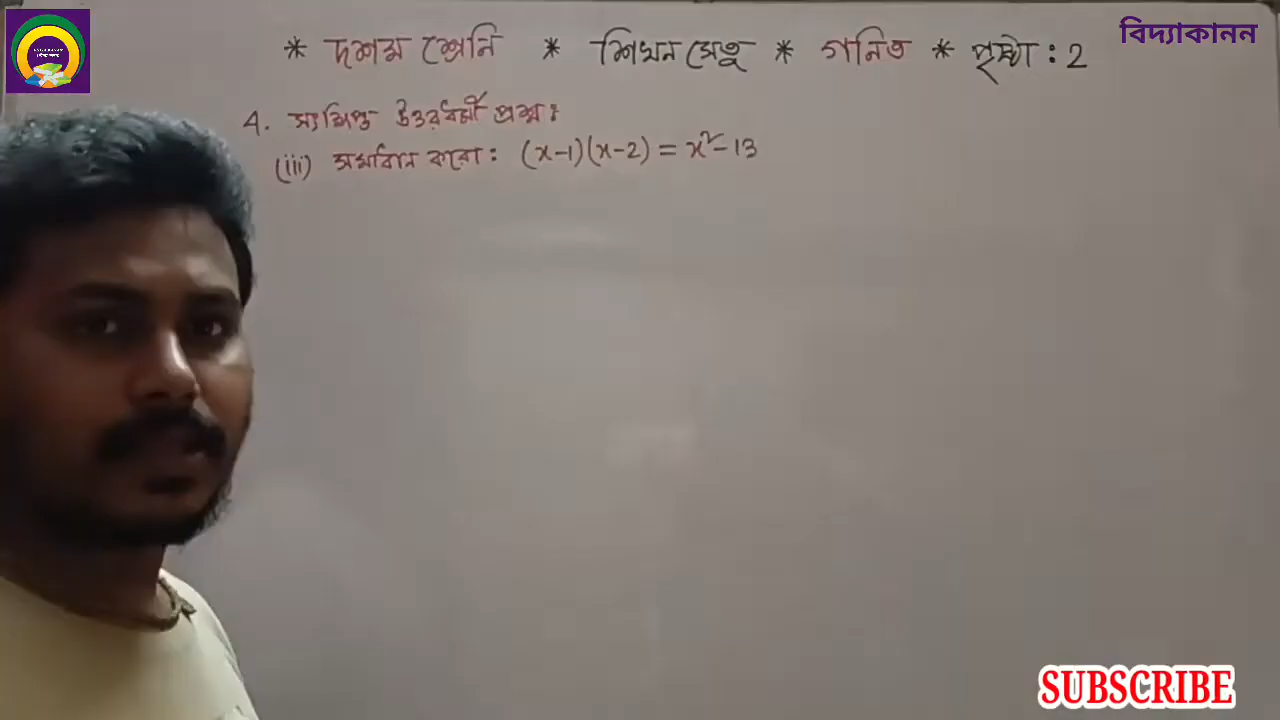 * দশম শ্রেনি * শিখন সেতু * গনিত * পৃষ্ঠা : 2
বিদ্যাকানন
4. সংক্ষিপ্ত উত্তরধর্মী প্রশ্ন :
(iii) সমাধান করো : (x-1)(x-2) = x²-13
SUBSCRIBE